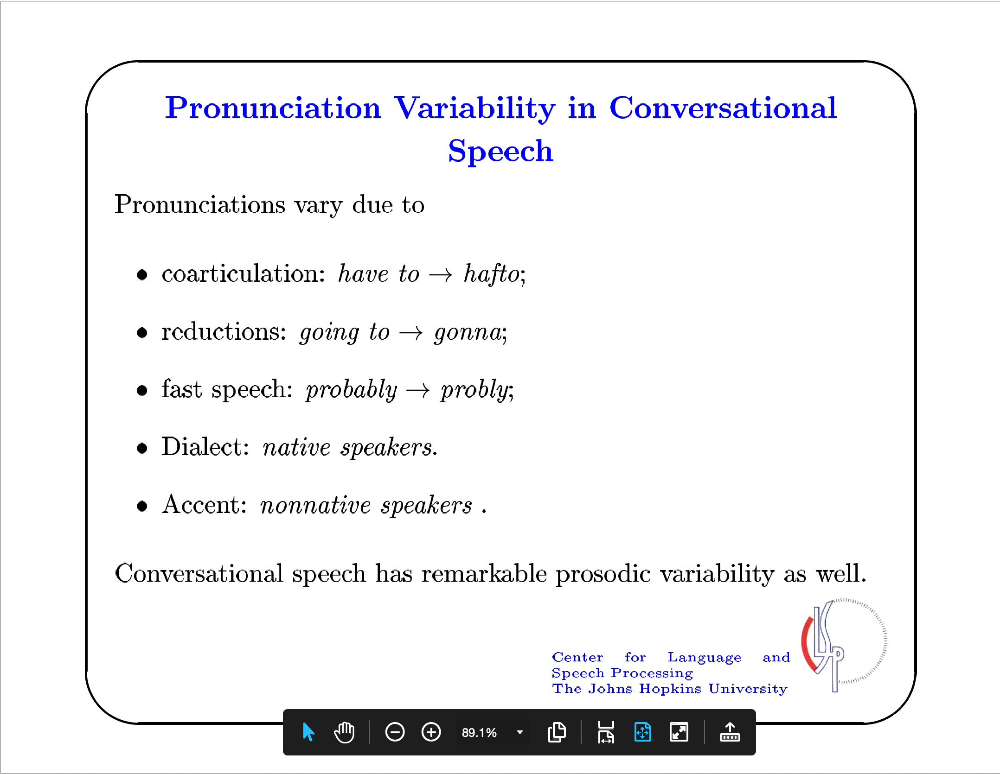 Pronunciation Variability in Conversational
Speech
Pronunciations vary due to
• coarticulation: have to → hafto;
• reductions: going to → gonna;
• fast speech: probably → probly;
• Dialect: native speakers.
• Accent: nonnative speakers .
Conversational speech has remarkable prosodic variability as well.
Center for Language and
Speech Processing
The Johns Hopkins University
LSP
89.1%